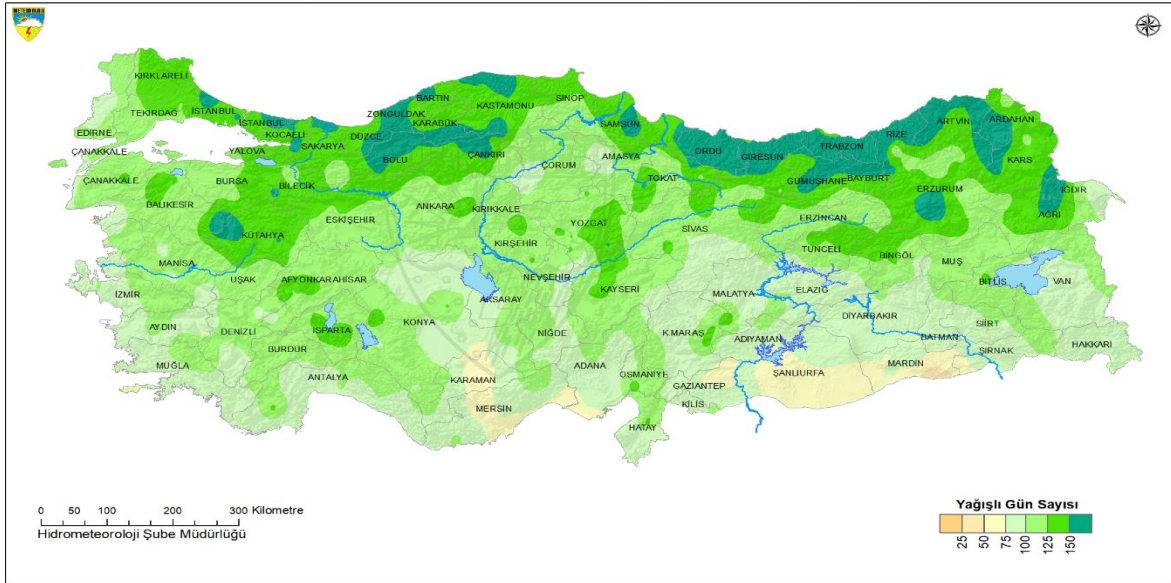 METEOROLOJİ
KIRKLARELİ
TEKİRDAĞ
EDİRNE
İSTANBUL
İSTANBUL
KOCAELİ
ÇANAKKALE
ÇANAKKALE
YALOVA
SAKARYA
DÜZCE
ZONGULDAK
BARTIN
KARABÜK
KASTAMONU
SİNOP
BOLU
ÇANKIRI
SAMSUN
AMASYA
ÇORUM
TOKAT
ORDU
GİRESUN
TRABZON
RİZE
ARTVİN
ARDAHAN
KARS
IĞDIR
AĞRI
GÜMÜŞHANE
BAYBURT
ERZURUM
ERZİNCAN
BURSA
BİLECİK
BALIKESİR
ESKİŞEHİR
ANKARA
KIRIKKALE
YOZGAT
SİVAS
KÜTAHYA
KIRŞEHİR
TUNCELİ
BİNGÖL
MUŞ
MANİSA
UŞAK
AFYONKARAHİSAR
NEVŞEHİR
KAYSERİ
AKSARAY
MALATYA
ELAZIĞ
BİTLİS
VAN
İZMİR
AYDIN
DENİZLİ
ISPARTA
KONYA
NİĞDE
K.MARAŞ
ADIYAMAN
DİYARBAKIR
SİİRT
BATMAN
ŞIRNAK
HAKKARİ
BURDUR
MUĞLA
ANTALYA
KARAMAN
ADANA
OSMANİYE
GAZİANTEP
ŞANLIURFA
MARDİN
KİLİS
MERSİN
HATAY
0 50 100 200 300 Kilometre
Hidrometeoroloji Şube Müdürlüğü
Yağışlı Gün Sayısı
25 50 75 100 125 150